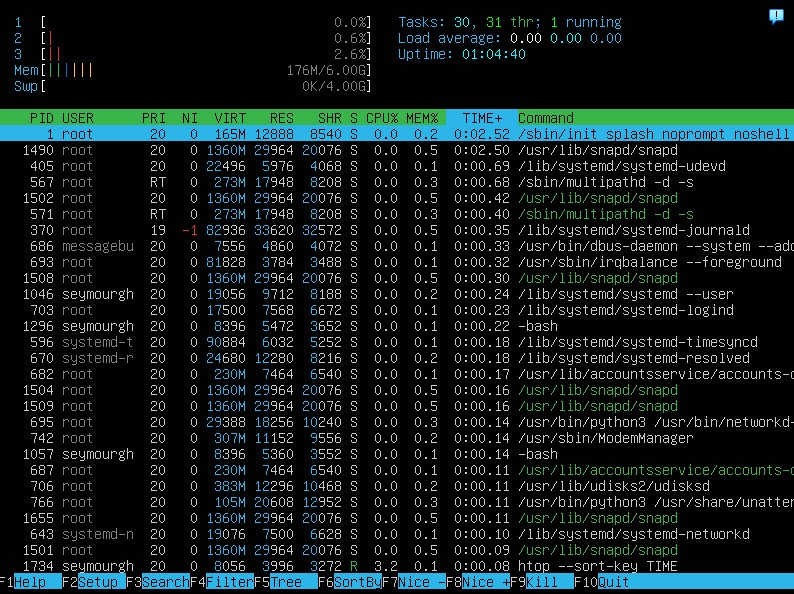 1 [ 0.0%] Tasks: 30, 31 thr; 1 running
2 [| 0.6%] Load average: 0.00 0.00 0.00
3 [|| 2.6%] Uptime: 01:04:40
Mem[|||||| 176M/6.00G]
Swp[ 0K/4.00G]
PID USER PRI NI VIRT RES SHR S CPU% MEM% TIME+ Command
1 root 20 0 165M 12888 8540 S 0.0 0.2 0:02.52 /sbin/init splash noprompt noshell
1490 root 20 0 1360M 29964 20076 S 0.0 0.5 0:02.50 /usr/lib/snapd/snapd
405 root 20 0 22496 5976 4068 S 0.0 0.1 0:00.69 /lib/systemd/systemd-udevd
567 root RT 0 273M 17948 8208 S 0.0 0.3 0:00.68 /sbin/multipathd -d -s
1502 root 20 0 1360M 29964 20076 S 0.0 0.5 0:00.42 /usr/lib/snapd/snapd
571 root RT 0 273M 17948 8208 S 0.0 0.3 0:00.40 /sbin/multipathd -d -s
370 root 19 -1 82936 33620 32572 S 0.0 0.5 0:00.35 /lib/systemd/systemd-journald
686 messagebu 20 0 7556 4860 4072 S 0.0 0.1 0:00.33 /usr/bin/dbus-daemon --system --add
693 root 20 0 81828 3784 3488 S 0.0 0.1 0:00.32 /usr/sbin/irqbalance --foreground
1508 root 20 0 1360M 29964 20076 S 0.0 0.5 0:00.30 /usr/lib/snapd/snapd
1046 seymourgh 20 0 19056 9712 8188 S 0.0 0.2 0:00.24 /lib/systemd/systemd --user
703 root 20 0 17500 7568 6672 S 0.0 0.1 0:00.23 /lib/systemd/systemd-logind
1296 seymourgh 20 0 8396 5472 3652 S 0.0 0.1 0:00.22 -bash
596 systemd-t 20 0 90884 6032 5252 S 0.0 0.1 0:00.18 /lib/systemd/systemd-timesyncd
670 systemd-r 20 0 24680 12280 8216 S 0.0 0.2 0:00.18 /lib/systemd/systemd-resolved
682 root 20 0 230M 7464 6540 S 0.0 0.1 0:00.17 /usr/lib/accountsservice/accounts-d
1504 root 20 0 1360M 29964 20076 S 0.0 0.5 0:00.16 /usr/lib/snapd/snapd
1509 root 20 0 1360M 29964 20076 S 0.0 0.5 0:00.16 /usr/lib/snapd/snapd
695 root 20 0 29388 18256 10240 S 0.0 0.3 0:00.14 /usr/bin/python3 /usr/bin/networkd-
742 root 20 0 307M 11152 9556 S 0.0 0.2 0:00.14 /usr/sbin/ModemManager
1057 seymourgh 20 0 8396 5360 3552 S 0.0 0.1 0:00.14 -bash
687 root 20 0 230M 7464 6540 S 0.0 0.1 0:00.11 /usr/lib/accountsservice/accounts-d
706 root 20 0 383M 12296 10468 S 0.0 0.2 0:00.11 /usr/lib/udisks2/udisksd
766 root 20 0 105M 20608 12952 S 0.0 0.3 0:00.11 /usr/bin/python3 /usr/share/unatten
1655 root 20 0 1360M 29964 20076 S 0.0 0.5 0:00.11 /usr/lib/snapd/snapd
643 systemd-n 20 0 19076 7500 6628 S 0.0 0.1 0:00.10 /lib/systemd/systemd-networkd
1501 root 20 0 1360M 29964 20076 S 0.0 0.5 0:00.09 /usr/lib/snapd/snapd
1734 seymourgh 20 0 8056 3996 3272 R 3.2 0.1 0:00.08 htop --sort-key TIME
F1Help F2Setup F3SearchF4FilterF5Tree F6SortByF7Nice -F8Nice +F9Kill F10Quit